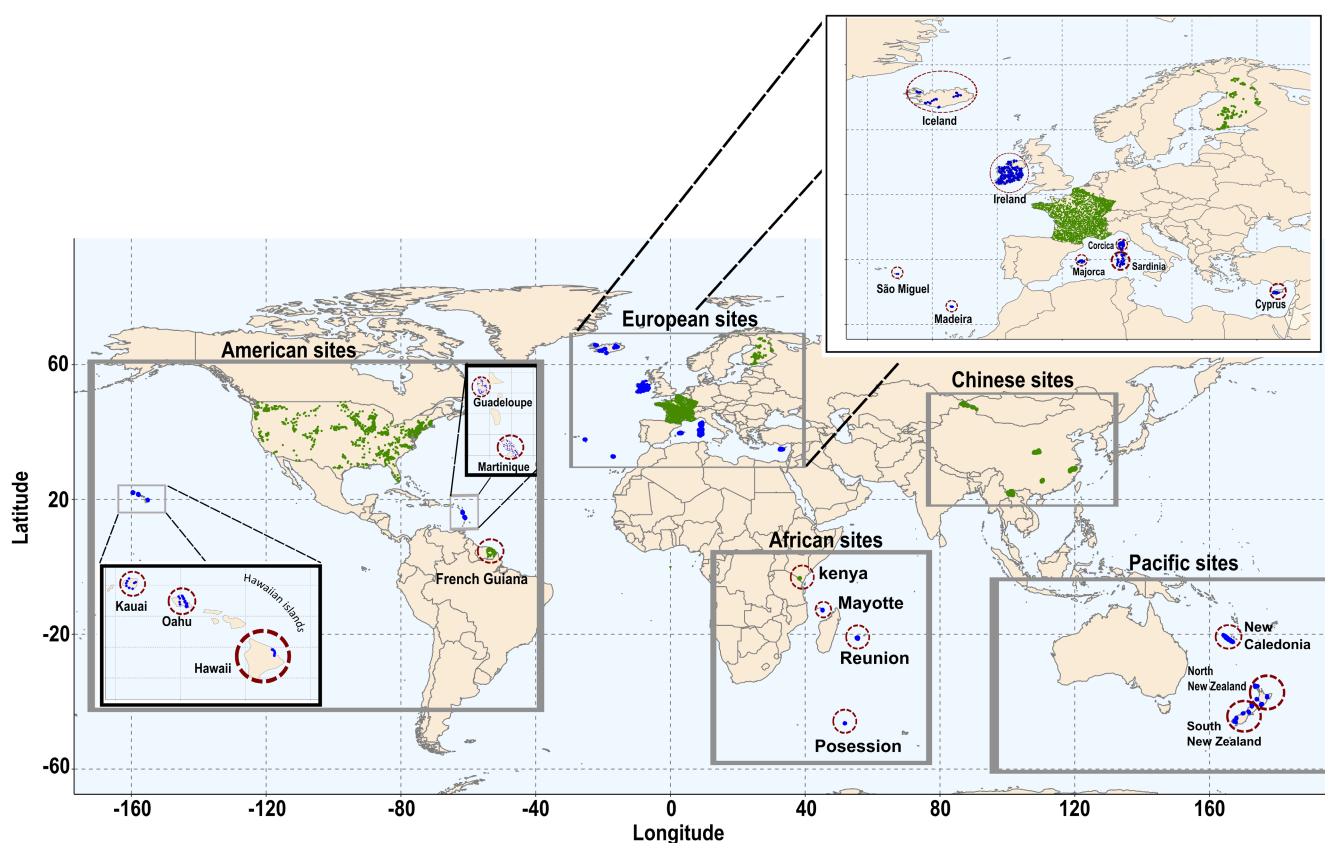 Iceland
Ireland
Corcica
Majorca
Sardinia
São Miguel
Madeira
Cyprus
European sites
American sites
Chinese sites
Guadeloupe
Martinique
African sites
Pacific sites
kenya
French Guiana
Mayotte
Hawaiian islands
Kauai
Oahu
Hawaii
Reunion
New
Caledonia
North
New Zealand
South
New Zealand
Posession
60
20
-20
-60
Latitude
-160
-120
-80
-40
0
40
80
120
160
Longitude